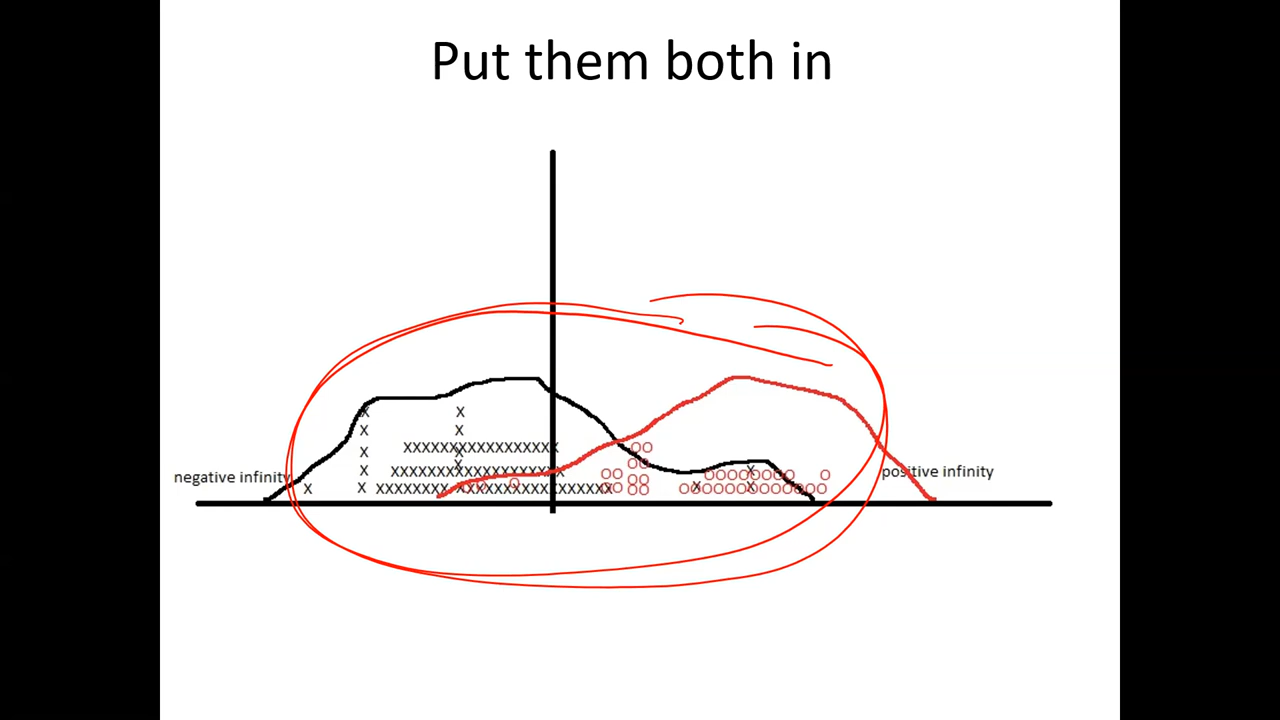 Put them both in
negative infinity
positive infinity